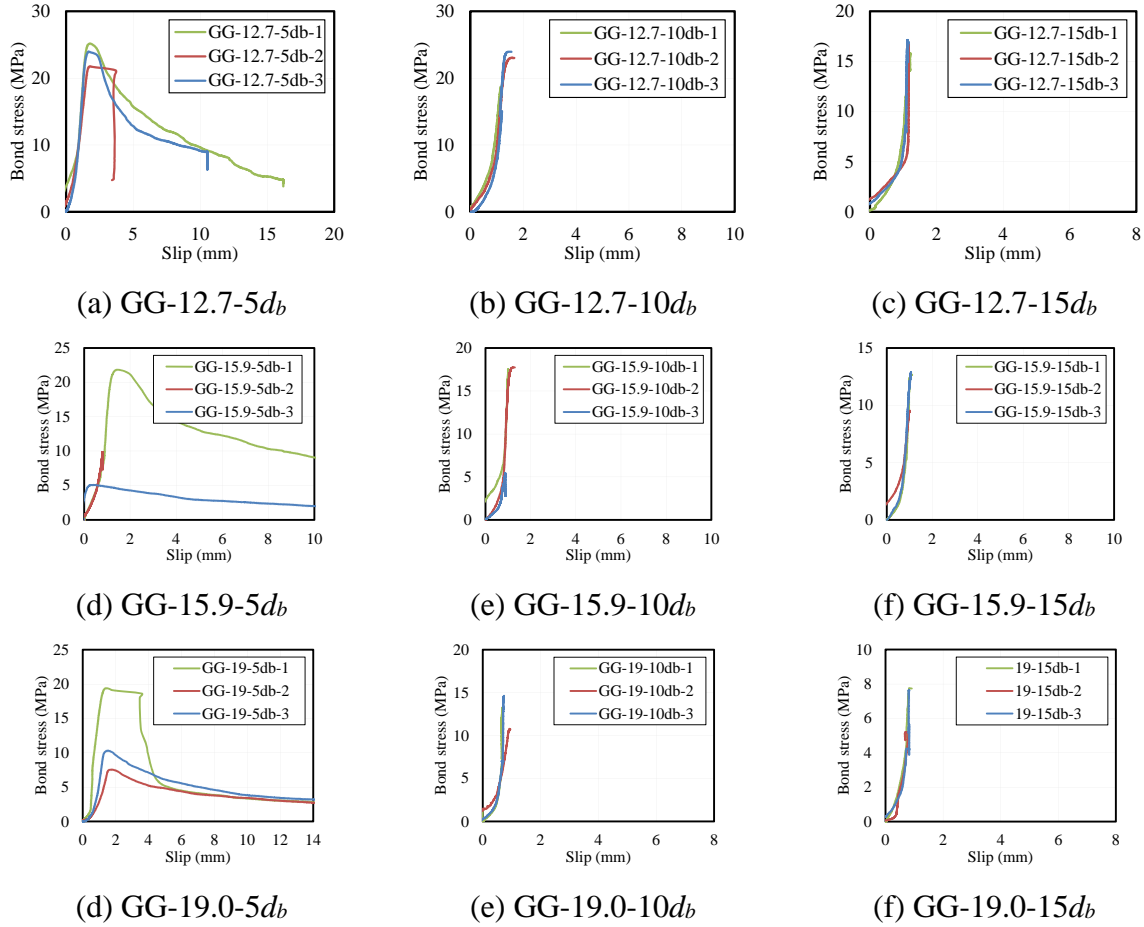 30
25
20
15
10
5
0
Bond stress (MPa)
GG-12.7-5db-1
GG-12.7-5db-2
GG-12.7-5db-3
0 5 10 15 20
Slip (mm)
(a) GG-12.7-5db
30
20
10
0
Bond stress (MPa)
GG-12.7-10db-1
GG-12.7-10db-2
GG-12.7-10db-3
0 2 4 6 8 10
Slip (mm)
(b) GG-12.7-10db
20
15
10
5
0
Bond stress (MPa)
GG-12.7-15db-1
GG-12.7-15db-2
GG-12.7-15db-3
0 2 4 6 8
Slip (mm)
(c) GG-12.7-15db
25
20
15
10
5
0
Bond stress (MPa)
GG-15.9-5db-1
GG-15.9-5db-2
GG-15.9-5db-3
0 2 4 6 8 10
Slip (mm)
(d) GG-15.9-5db
20
15
10
5
0
Bond stress (MPa)
GG-15.9-10db-1
GG-15.9-10db-2
GG-15.9-10db-3
0 2 4 6 8 10
Slip (mm)
(e) GG-15.9-10db
15
10
5
0
Bond stress (MPa)
GG-15.9-15db-1
GG-15.9-15db-2
GG-15.9-15db-3
0 2 4 6 8 10
Slip (mm)
(f) GG-15.9-15db
25
20
15
10
5
0
Bond stress (MPa)
GG-19-5db-1
GG-19-5db-2
GG-19-5db-3
0 2 4 6 8 10 12 14
Slip (mm)
(d) GG-19.0-5db
20
15
10
5
0
Bond stress (MPa)
GG-19-10db-1
GG-19-10db-2
GG-19-10db-3
0 2 4 6 8
Slip (mm)
(e) GG-19.0-10db
10
8
6
4
2
0
Bond stress (MPa)
19-15db-1
19-15db-2
19-15db-3
0 2 4 6 8
Slip (mm)
(f) GG-19.0-15db